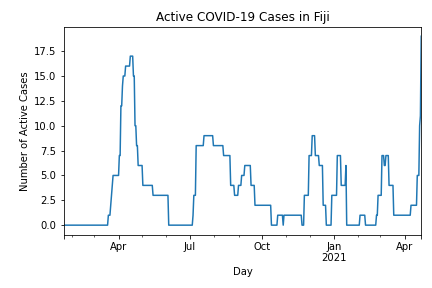 Active COVID-19 Cases in Fiji
Number of Active Cases
17.5
15.0
12.5
10.0
7.5
5.0
2.5
0.0
Apr
Jul
Oct
Jan
2021
Apr
Day